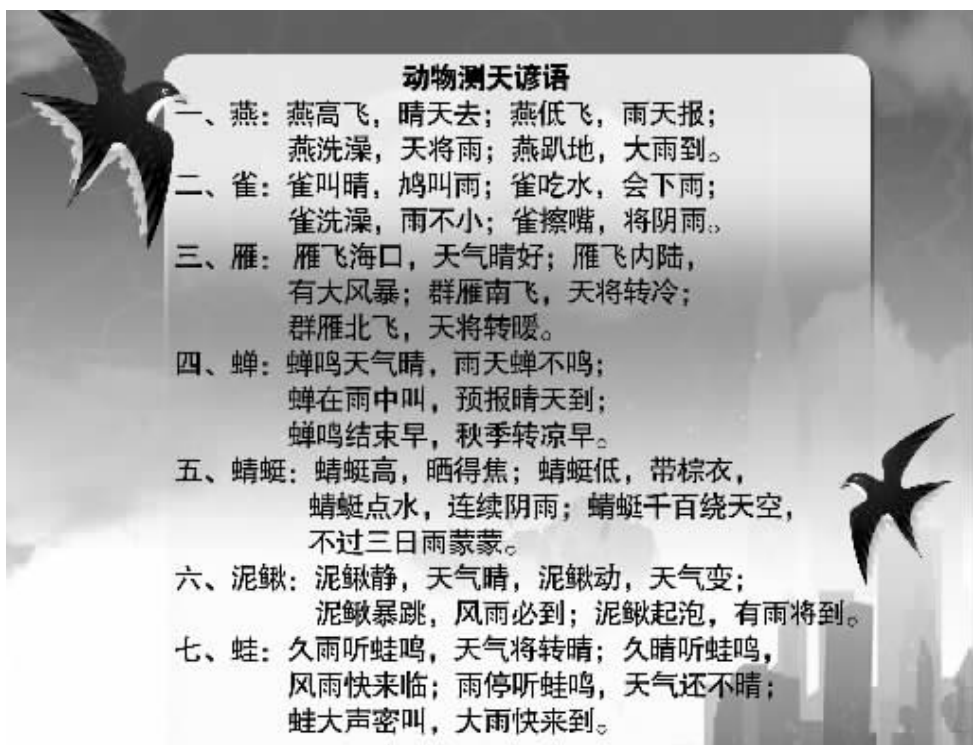 动物测天谚语
一、燕：燕高飞，晴天去；燕低飞，雨天报；
燕洗澡，天将雨；燕趴地，大雨到。
二、雀：雀叫晴，鸠叫雨；雀吃水，会下雨；
雀洗澡，雨不小；雀擦嘴，将阴雨。
三、雁：雁飞海口，天气晴好；雁飞内陆，
有大风暴；群雁南飞，天将转冷；
群雁北飞，天将转暖。
四、蝉：蝉鸣天气晴，雨天蝉不鸣；
蝉在雨中叫，预报晴天到；
蝉鸣结束早，秋季转凉早。
五、蜻蜓：蜻蜓高，晒得焦；蜻蜓低，带棕衣，
蜻蜓点水，连续阴雨；蜻蜓千百绕天空，
不过三日雨蒙蒙。
六、泥鳅：泥鳅静，天气晴，泥鳅动，天气变；
泥鳅暴跳，风雨必到；泥鳅起泡，有雨将到。
七、蛙：久雨听蛙鸣，天气将转晴；久晴听蛙鸣，
风雨快来临；雨停听蛙鸣，天气还不晴；
蛙大声密叫，大雨快来到。